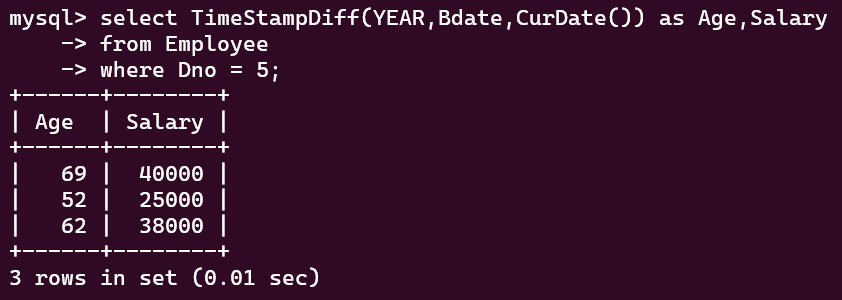 mysql> select TimeStampDiff(YEAR,Bdate,CurDate()) as Age,Salary
    -> from Employee
    -> where Dno = 5;
+------+--------+
| Age  | Salary |
+------+--------+
|   69 |  40000 |
|   52 |  25000 |
|   62 |  38000 |
+------+--------+
3 rows in set (0.01 sec)